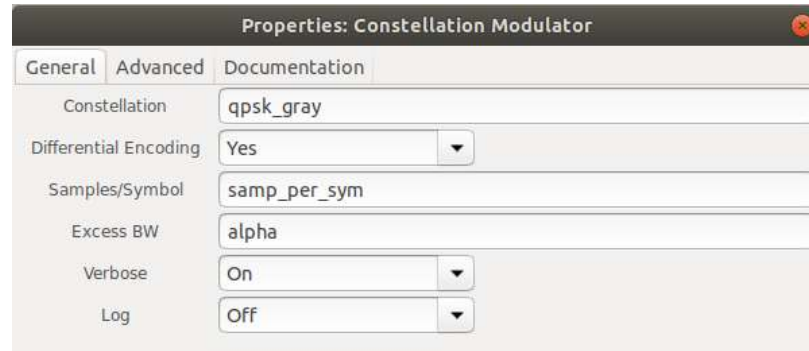 Properties: Constellation Modulator
General Advanced Documentation
Constellation qpsk_gray
Differential Encoding Yes
Samples/Symbol samp_per_sym
Excess BW alpha
Verbose On
Log Off